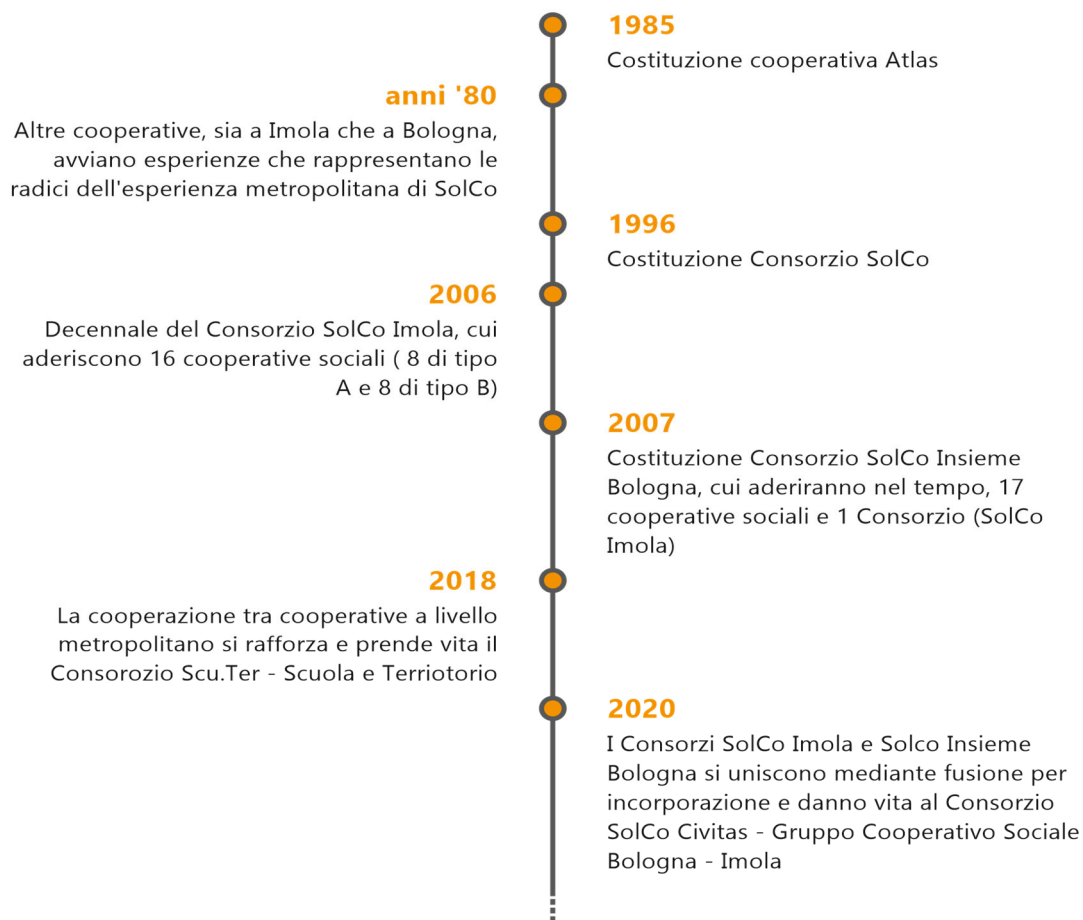 1985
Costituzione cooperativa Atlas
anni '80
Altre cooperative, sia a Imola che a Bologna,
avviano esperienze che rappresentano le
radici dell'esperienza metropolitana di SolCo
1996
Costituzione Consorzio SolCo
2006
Decennale del Consorzio SolCo Imola, cui
aderiscono 16 cooperative sociali ( 8 di tipo
A e 8 di tipo B)
2007
Costituzione Consorzio SolCo Insieme
Bologna, cui aderiranno nel tempo, 17
cooperative sociali e 1 Consorzio (SolCo
Imola)
2018
La cooperazione tra cooperative a livello
metropolitano si rafforza e prende vita il
Consorozio Scu.Ter - Scuola e Terriotorio
2020
I Consorzi SolCo Imola e Solco Insieme
Bologna si uniscono mediante fusione per
incorporazione e danno vita al Consorzio
SolCo Civitas - Gruppo Cooperativo Sociale
Bologna - Imola